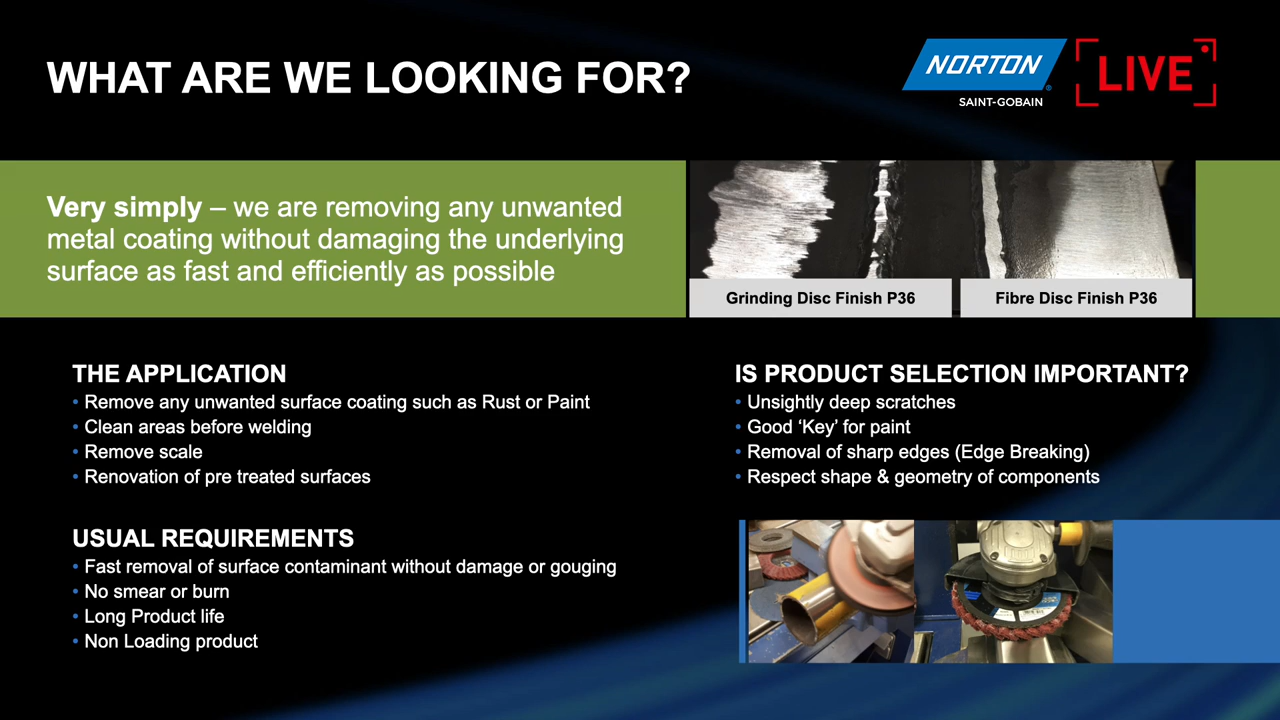 WHAT ARE WE LOOKING FOR?
NORTON®
SAINT-GOBAIN
LIVE
Very simply – we are removing any unwanted
metal coating without damaging the underlying
surface as fast and efficiently as possible
Grinding Disc Finish P36
Fibre Disc Finish P36
THE APPLICATION
• Remove any unwanted surface coating such as Rust or Paint
• Clean areas before welding
• Remove scale
• Renovation of pre treated surfaces
USUAL REQUIREMENTS
• Fast removal of surface contaminant without damage or gouging
• No smear or burn
• Long Product life
• Non Loading product
IS PRODUCT SELECTION IMPORTANT?
• Unsightly deep scratches
• Good ‘Key’ for paint
• Removal of sharp edges (Edge Breaking)
• Respect shape & geometry of components